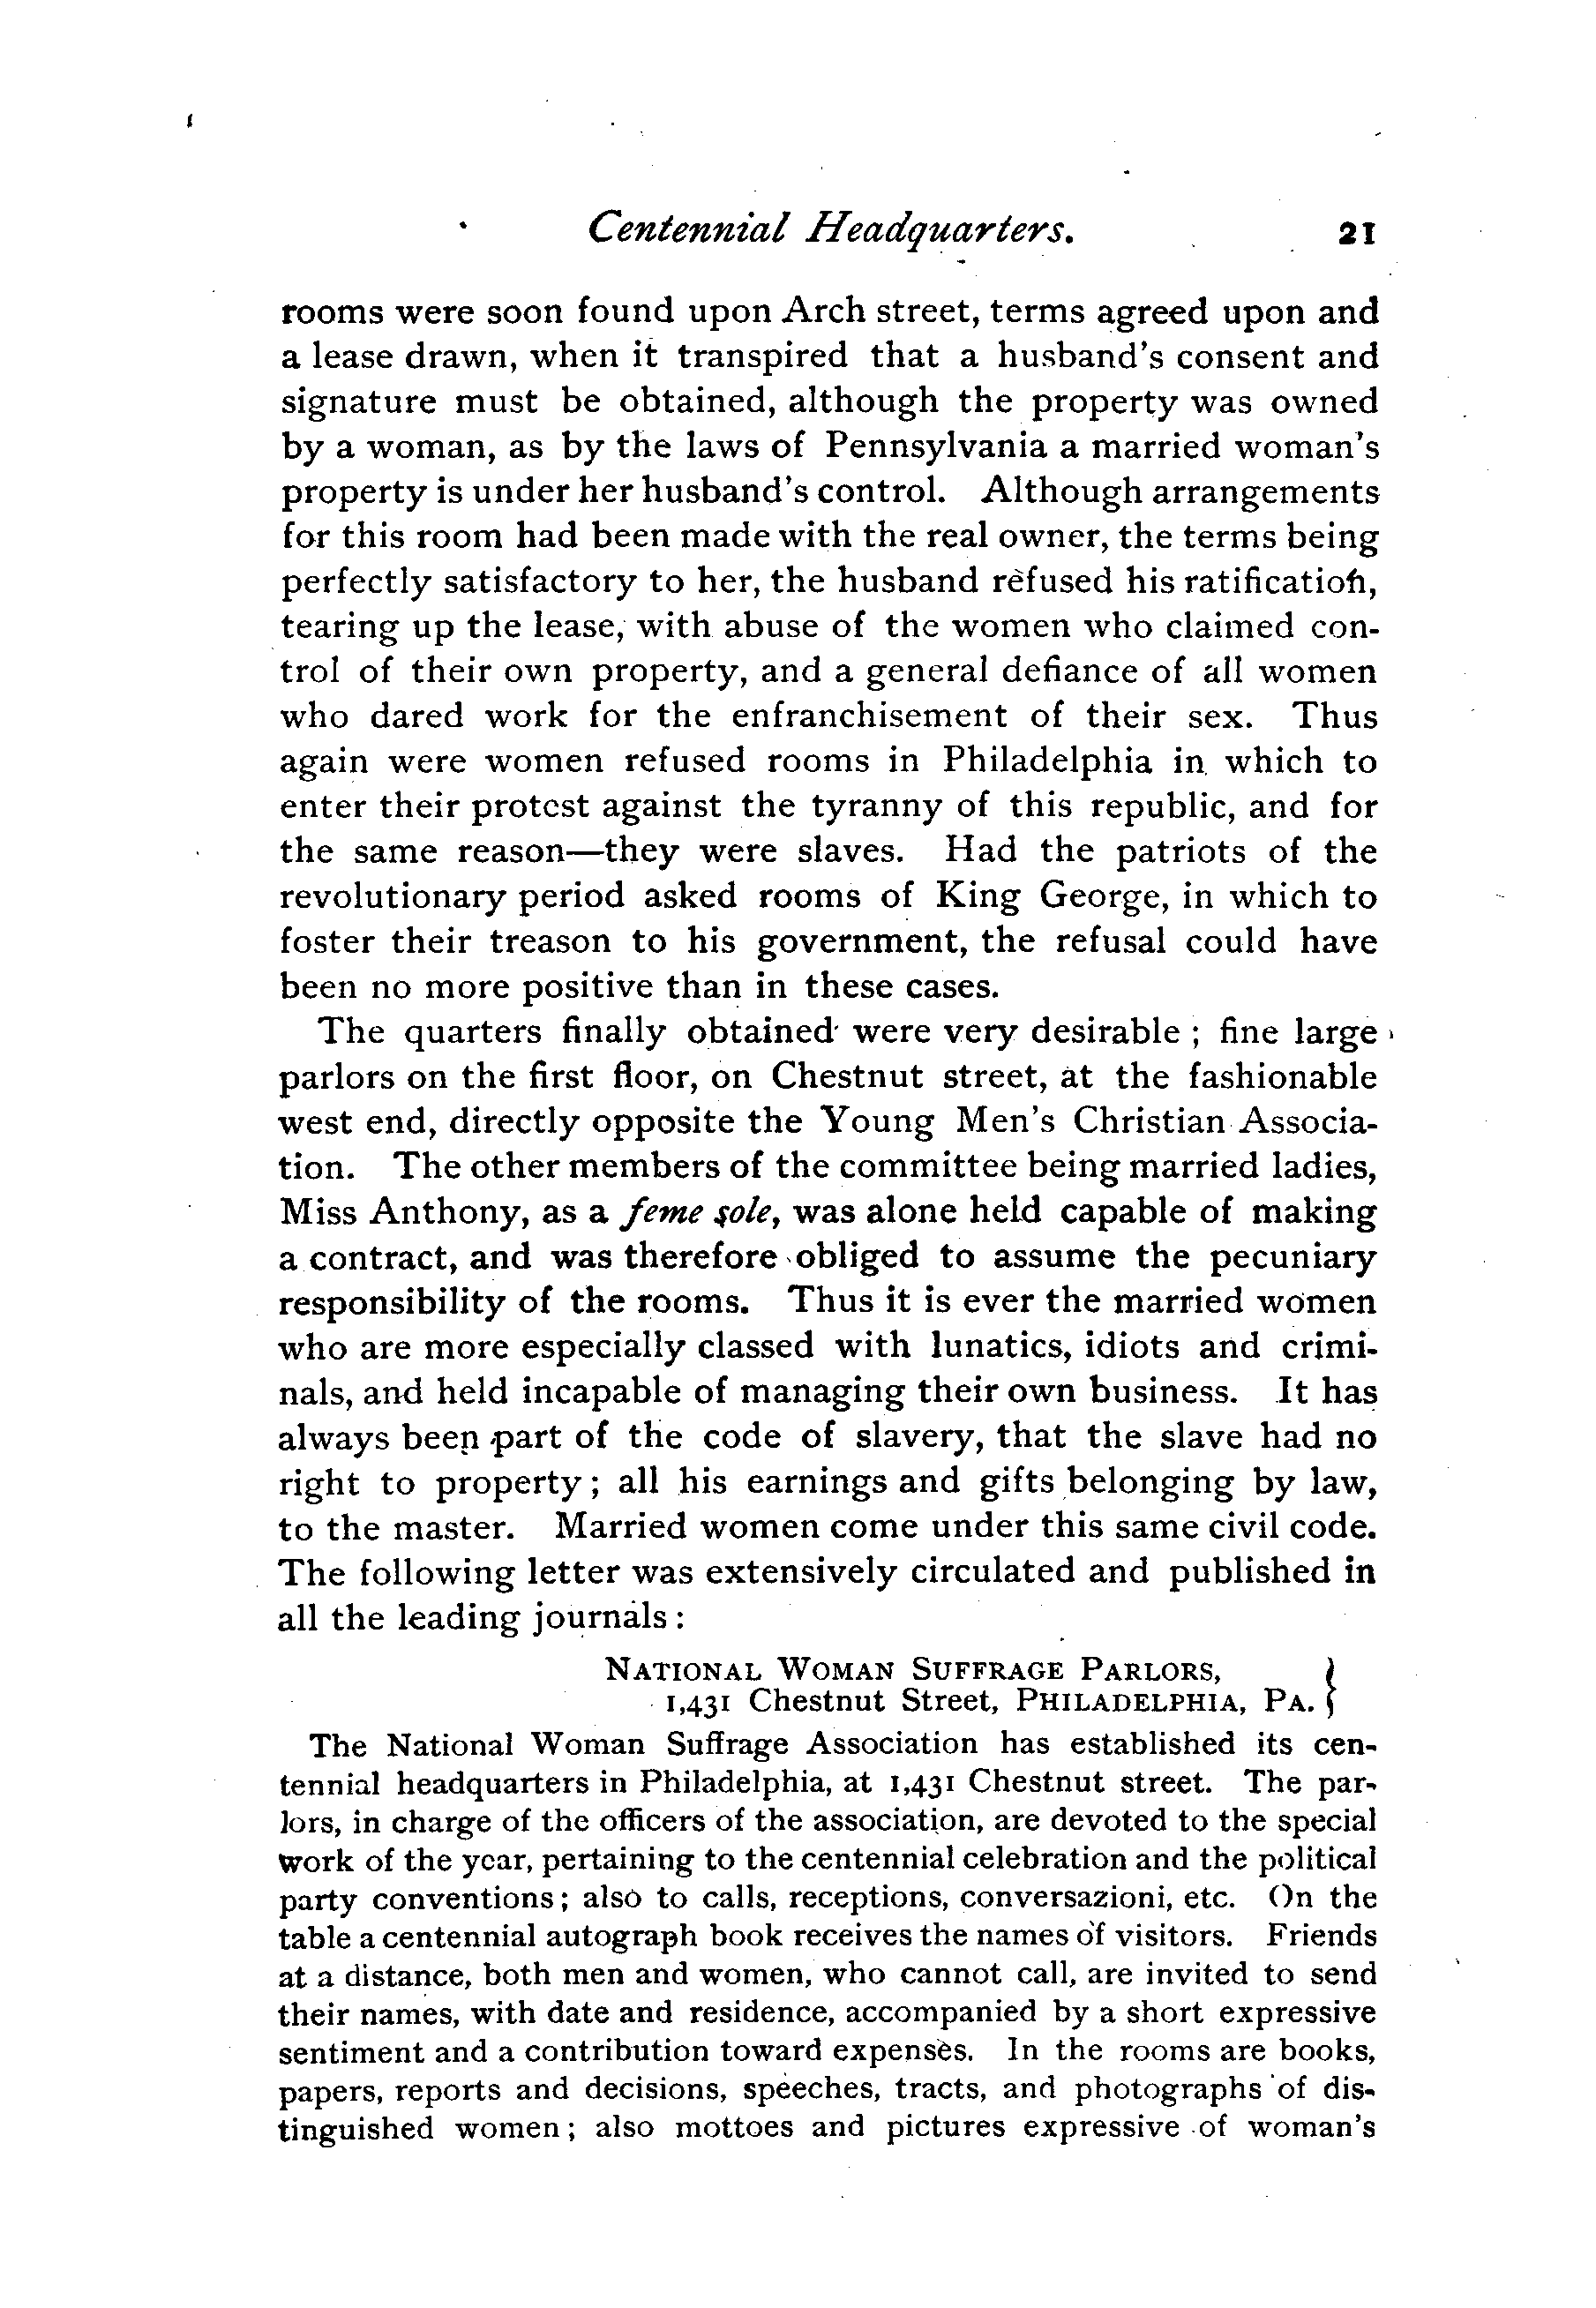 Centennial Headquarters. 21
rooms were soon found upon Arch street, terms agreed upon and
a lease drawn, when it transpired that a husband's consent and
signature must be obtained, although the property was owned
by a woman, as by the laws of Pennsylvania a married woman's
property is under her husband's control. Although arrangements
for this room had been made with the real owner, the terms being
perfectly satisfactory to her, the husband refused his ratification,
tearing up the lease, with abuse of the women who claimed con-
trol of their own property, and a general defiance of all women
who dared work for the enfranchisement of their sex. Thus
again were women refused rooms in Philadelphia in which to
enter their protest against the tyranny of this republic, and for
the same reason—they were slaves. Had the patriots of the
revolutionary period asked rooms of King George, in which to
foster their treason to his government, the refusal could have
been no more positive than in these cases.
The quarters finally obtained were very desirable ; fine large
parlors on the first floor, on Chestnut street, at the fashionable
west end, directly opposite the Young Men's Christian Associa-
tion. The other members of the committee being married ladies,
Miss Anthony, as a feme sole, was alone held capable of making
a contract, and was therefore obliged to assume the pecuniary
responsibility of the rooms. Thus it is ever the married women
who are more especially classed with lunatics, idiots and crimi-
nals, and held incapable of managing their own business. It has
always been part of the code of slavery, that the slave had no
right to property ; all his earnings and gifts belonging by law,
to the master. Married women come under this same civil code.
The following letter was extensively circulated and published in
all the leading journals :
NATIONAL WOMAN SUFFRAGE PARLORS,
1,431 Chestnut Street, PHILADELPHIA, PA. }
The National Woman Suffrage Association has established its cen-
tennial headquarters in Philadelphia, at 1,431 Chestnut street. The par-
lors, in charge of the officers of the association, are devoted to the special
work of the year, pertaining to the centennial celebration and the political
party conventions ; also to calls, receptions, conversazioni, etc. On the
table a centennial autograph book receives the names of visitors. Friends
at a distance, both men and women, who cannot call, are invited to send
their names, with date and residence, accompanied by a short expressive
sentiment and a contribution toward expenses. In the rooms are books,
papers, reports and decisions, speeches, tracts, and photographs of dis-
tinguished women ; also mottoes and pictures expressive of woman's